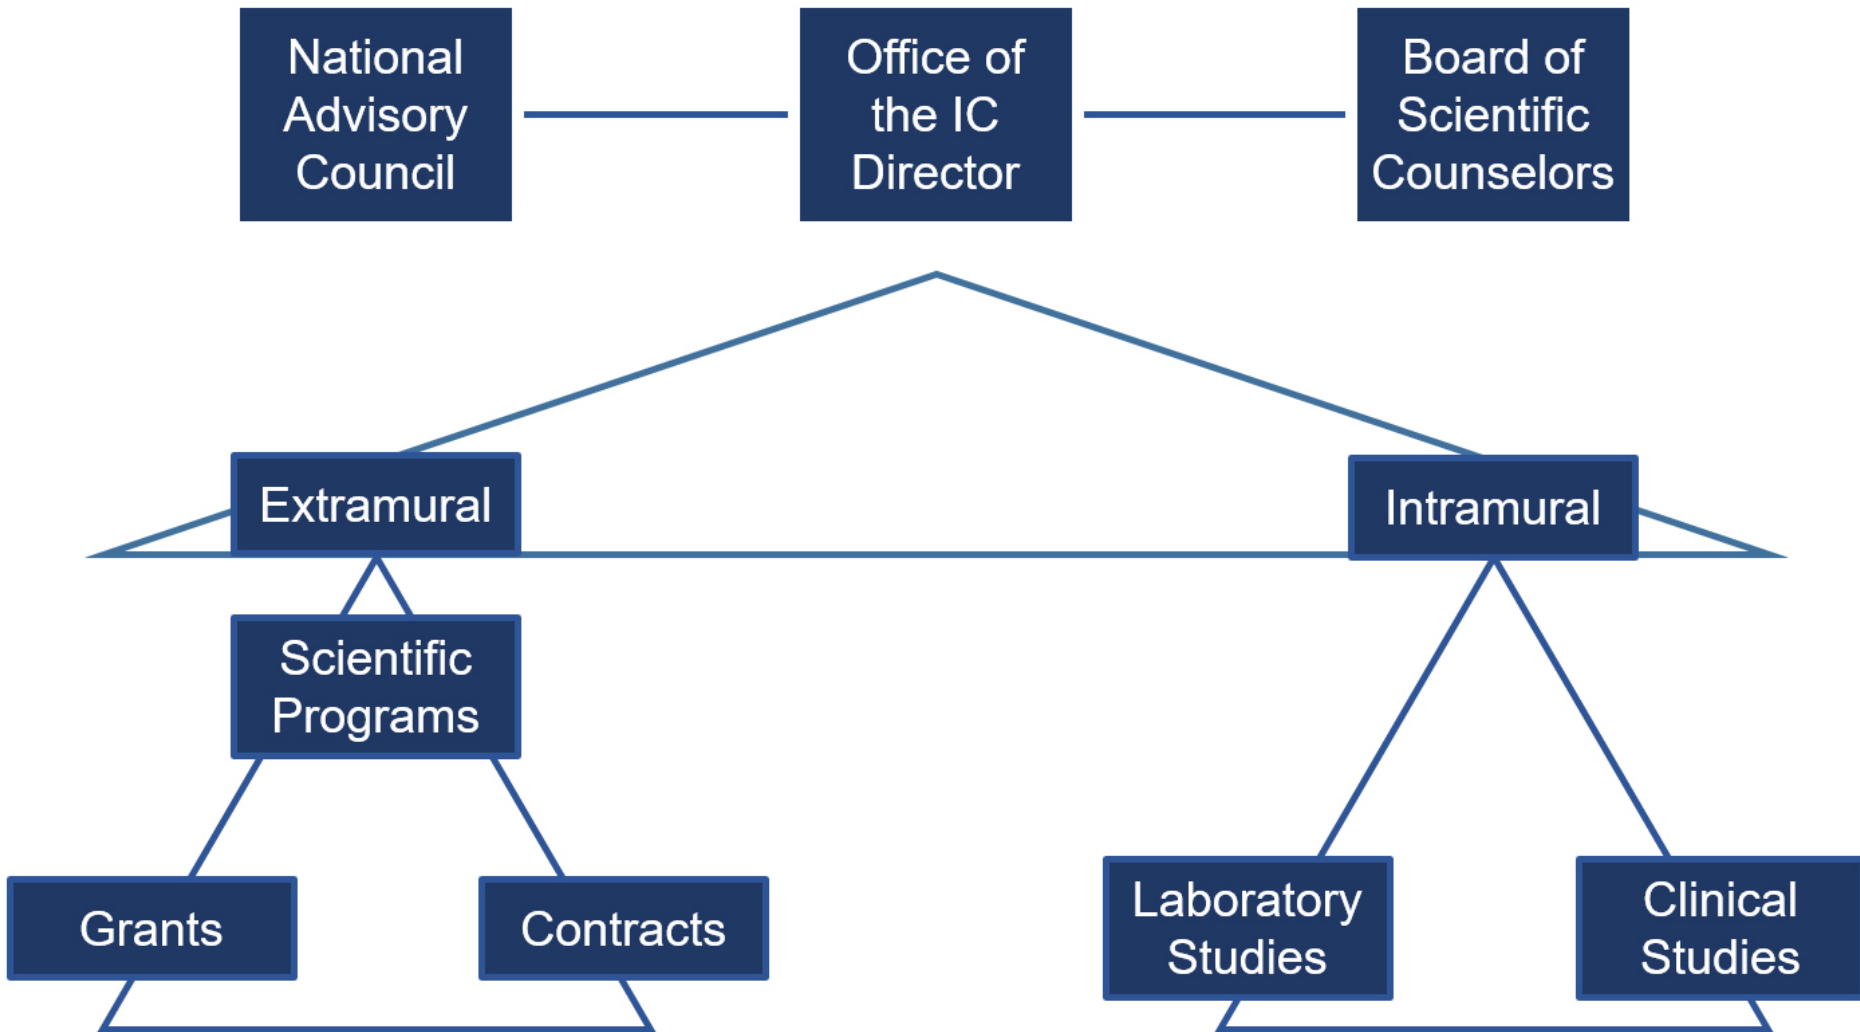 National
Advisory
Council
Office of
the IC
Director
Board of
Scientific
Counselors
Extramural
Intramural
Scientific
Programs
Grants
Contracts
Laboratory
Studies
Clinical
Studies